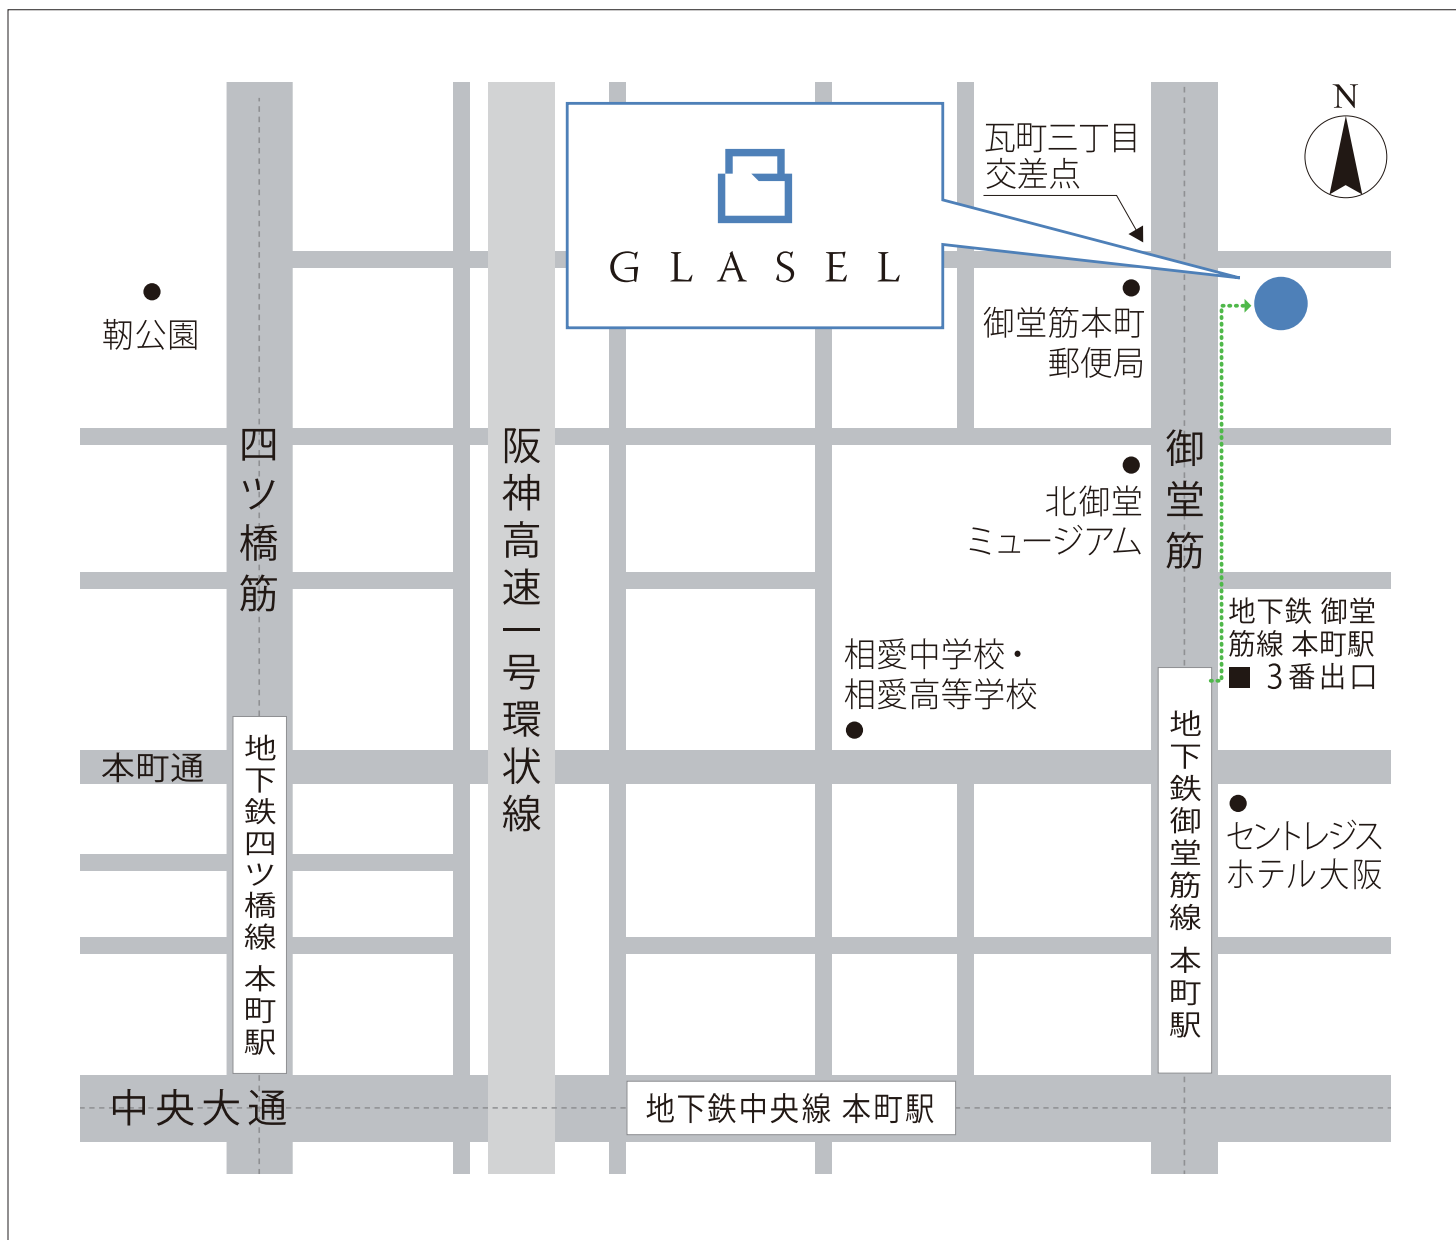 N
瓦町三丁目
交差点
GLASEL
靭公園
御堂筋本町
郵便局
四ツ橋筋
阪神高速一号環状線
御堂筋
北御堂
ミュージアム
地下鉄 御堂
筋線 本町駅
■ 3番出口
相愛中学校・
相愛高等学校
本町通
地下鉄四ツ橋線 本町駅
地下鉄御堂筋線 本町駅
セントレジス
ホテル大阪
中央大通
地下鉄中央線 本町駅